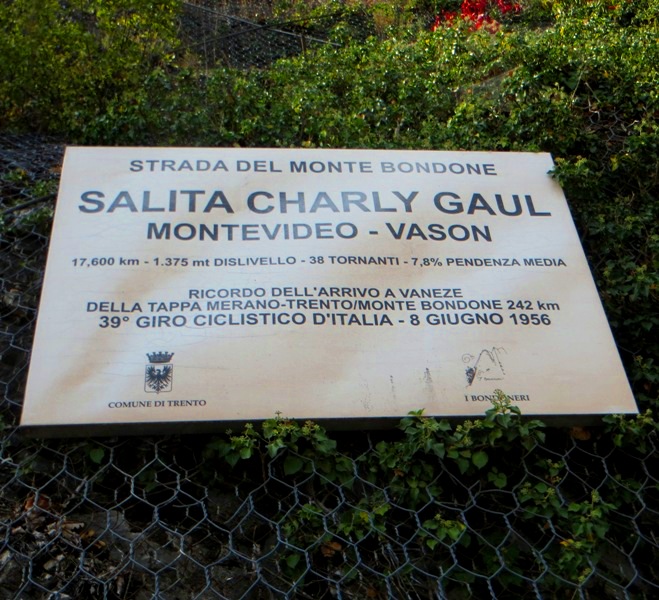 STRADA DEL MONTE BONDONE
SALITA CHARLY GAUL
MONTEVIDEO - VASON
17,600 km - 1.375 mt DISLIVELLO - 38 TORNANTI - 7,8% PENDENZA MEDIA
RICORDO DELL'ARRIVO A VANEZE
DELLA TAPPA MERANO-TRENTO/MONTE BONDONE 242 km
39° GIRO CICLISTICO D'ITALIA - 8 GIUGNO 1956
COMUNE DI TRENTO
I